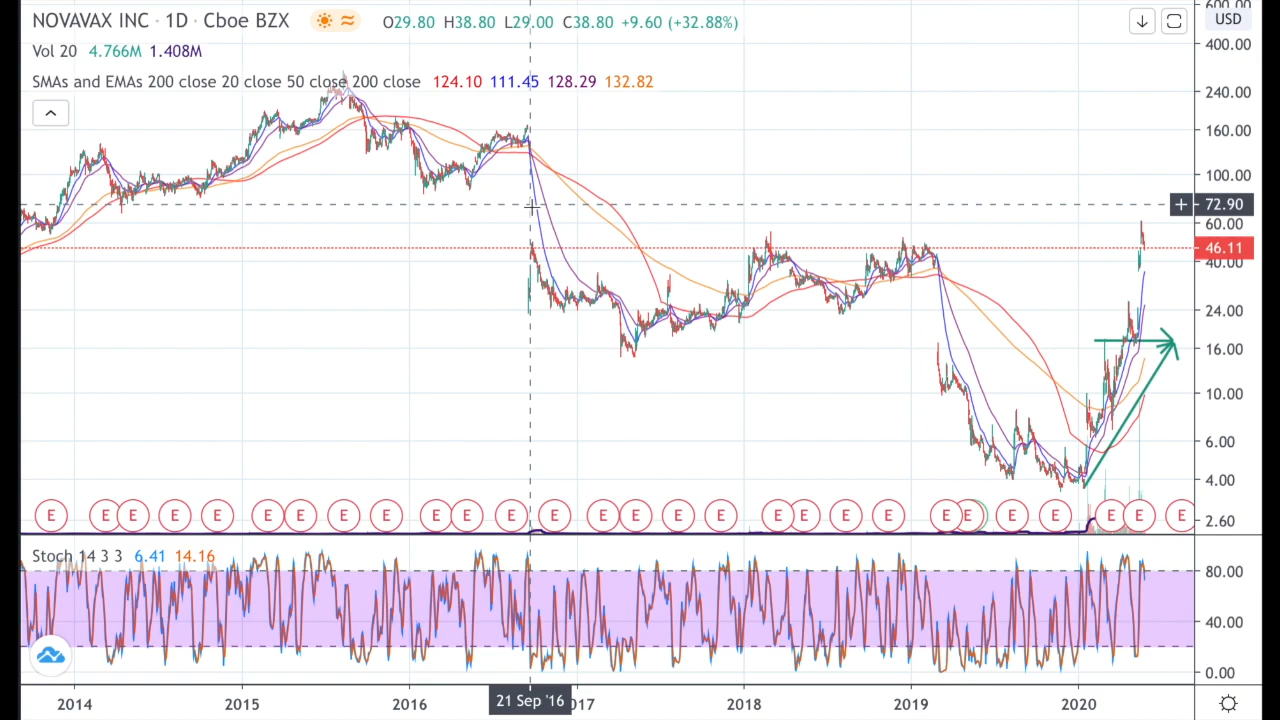 NOVAVAX INC · 1D · Cboe BZX O29.80 H38.80 L29.00 C38.80 +9.60 (+32.88%)
Vol 20 4.766M 1.408M
SMAs and EMAs 200 close 20 close 50 close 200 close 124.10 111.45 128.29 132.82
600.00
USD
400.00
240.00
160.00
100.00
+ 72.90
60.00
46.11
40.00
24.00
16.00
10.00
6.00
4.00
E E E E E E E E E E E E E E E E E E E E E E E E E E E
2.60
Stoch 14 3 3 6.41 14.16
80.00
40.00
0.00
2014 2015 2016 21 Sep '16 017 2018 2019 2020